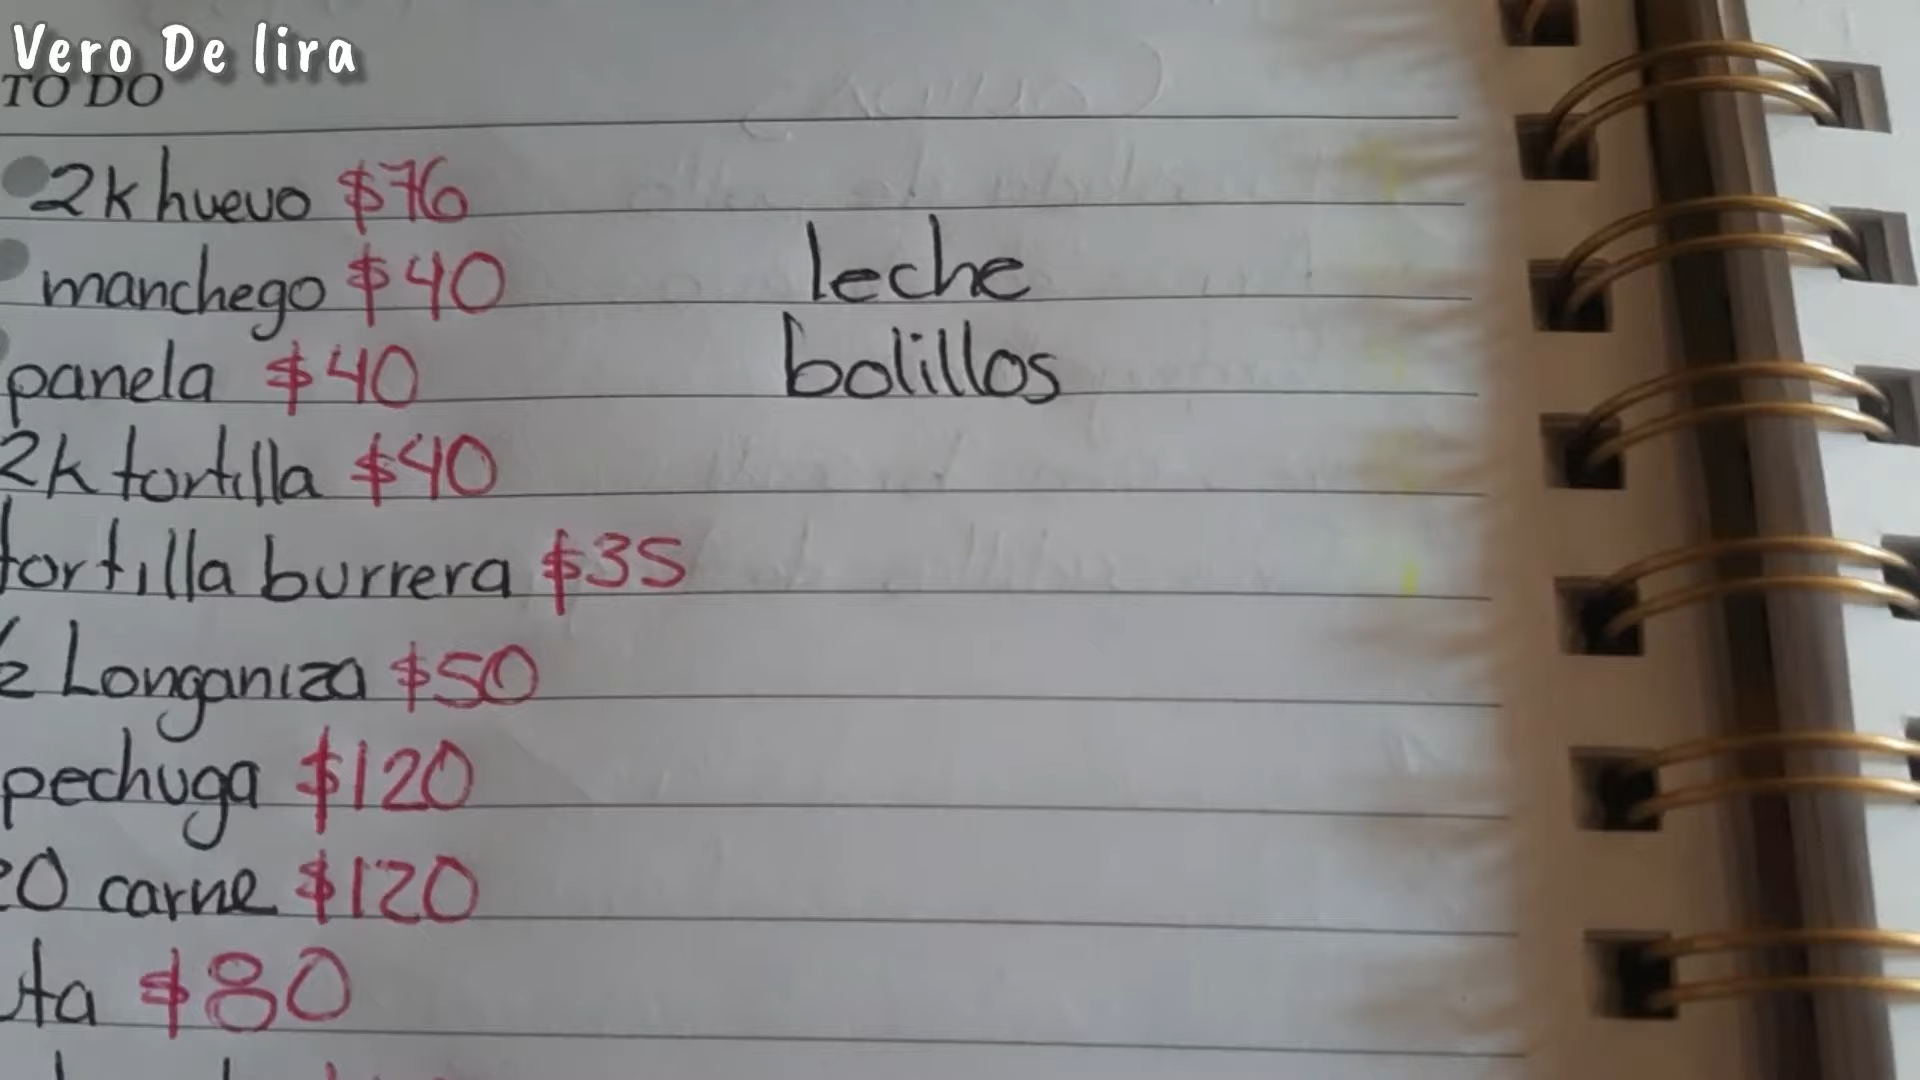 Vero De lira
TO DO
2k huevo $76
manchego $40
panela $40
2k tortilla $40
tortilla burrera $35
Longaniza $50
pechuga $120
carne $120
$80
leche
bolillos